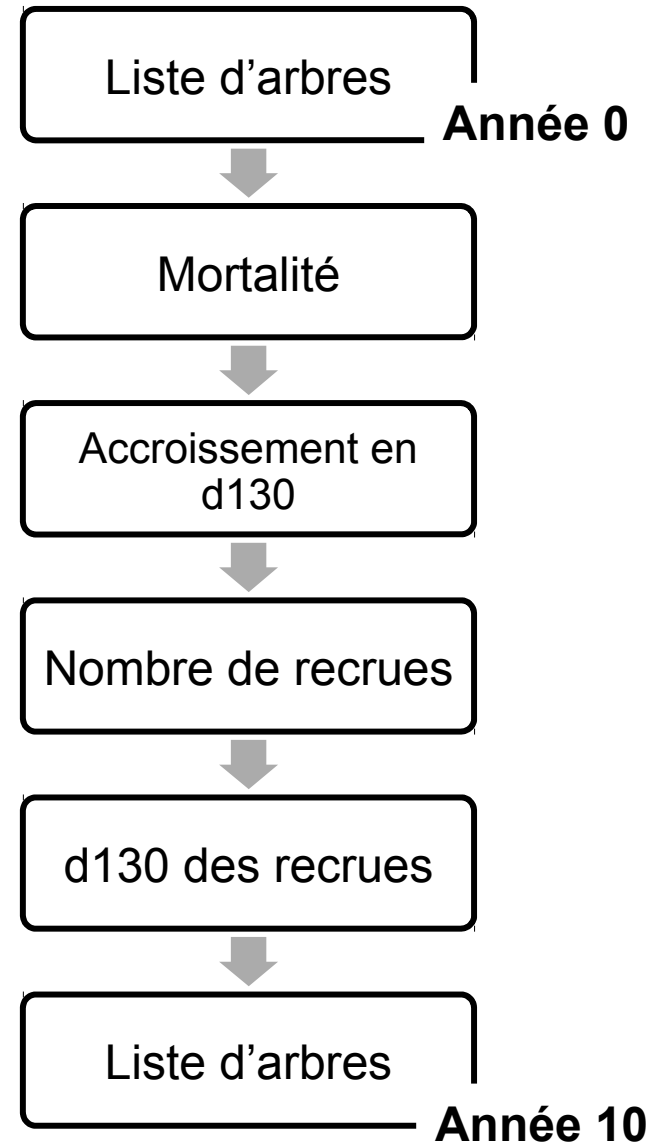 Liste d’arbres
Année 0
Mortalité
Accroissement en
d130
Nombre de recrues
d130 des recrues
Liste d’arbres
Année 10